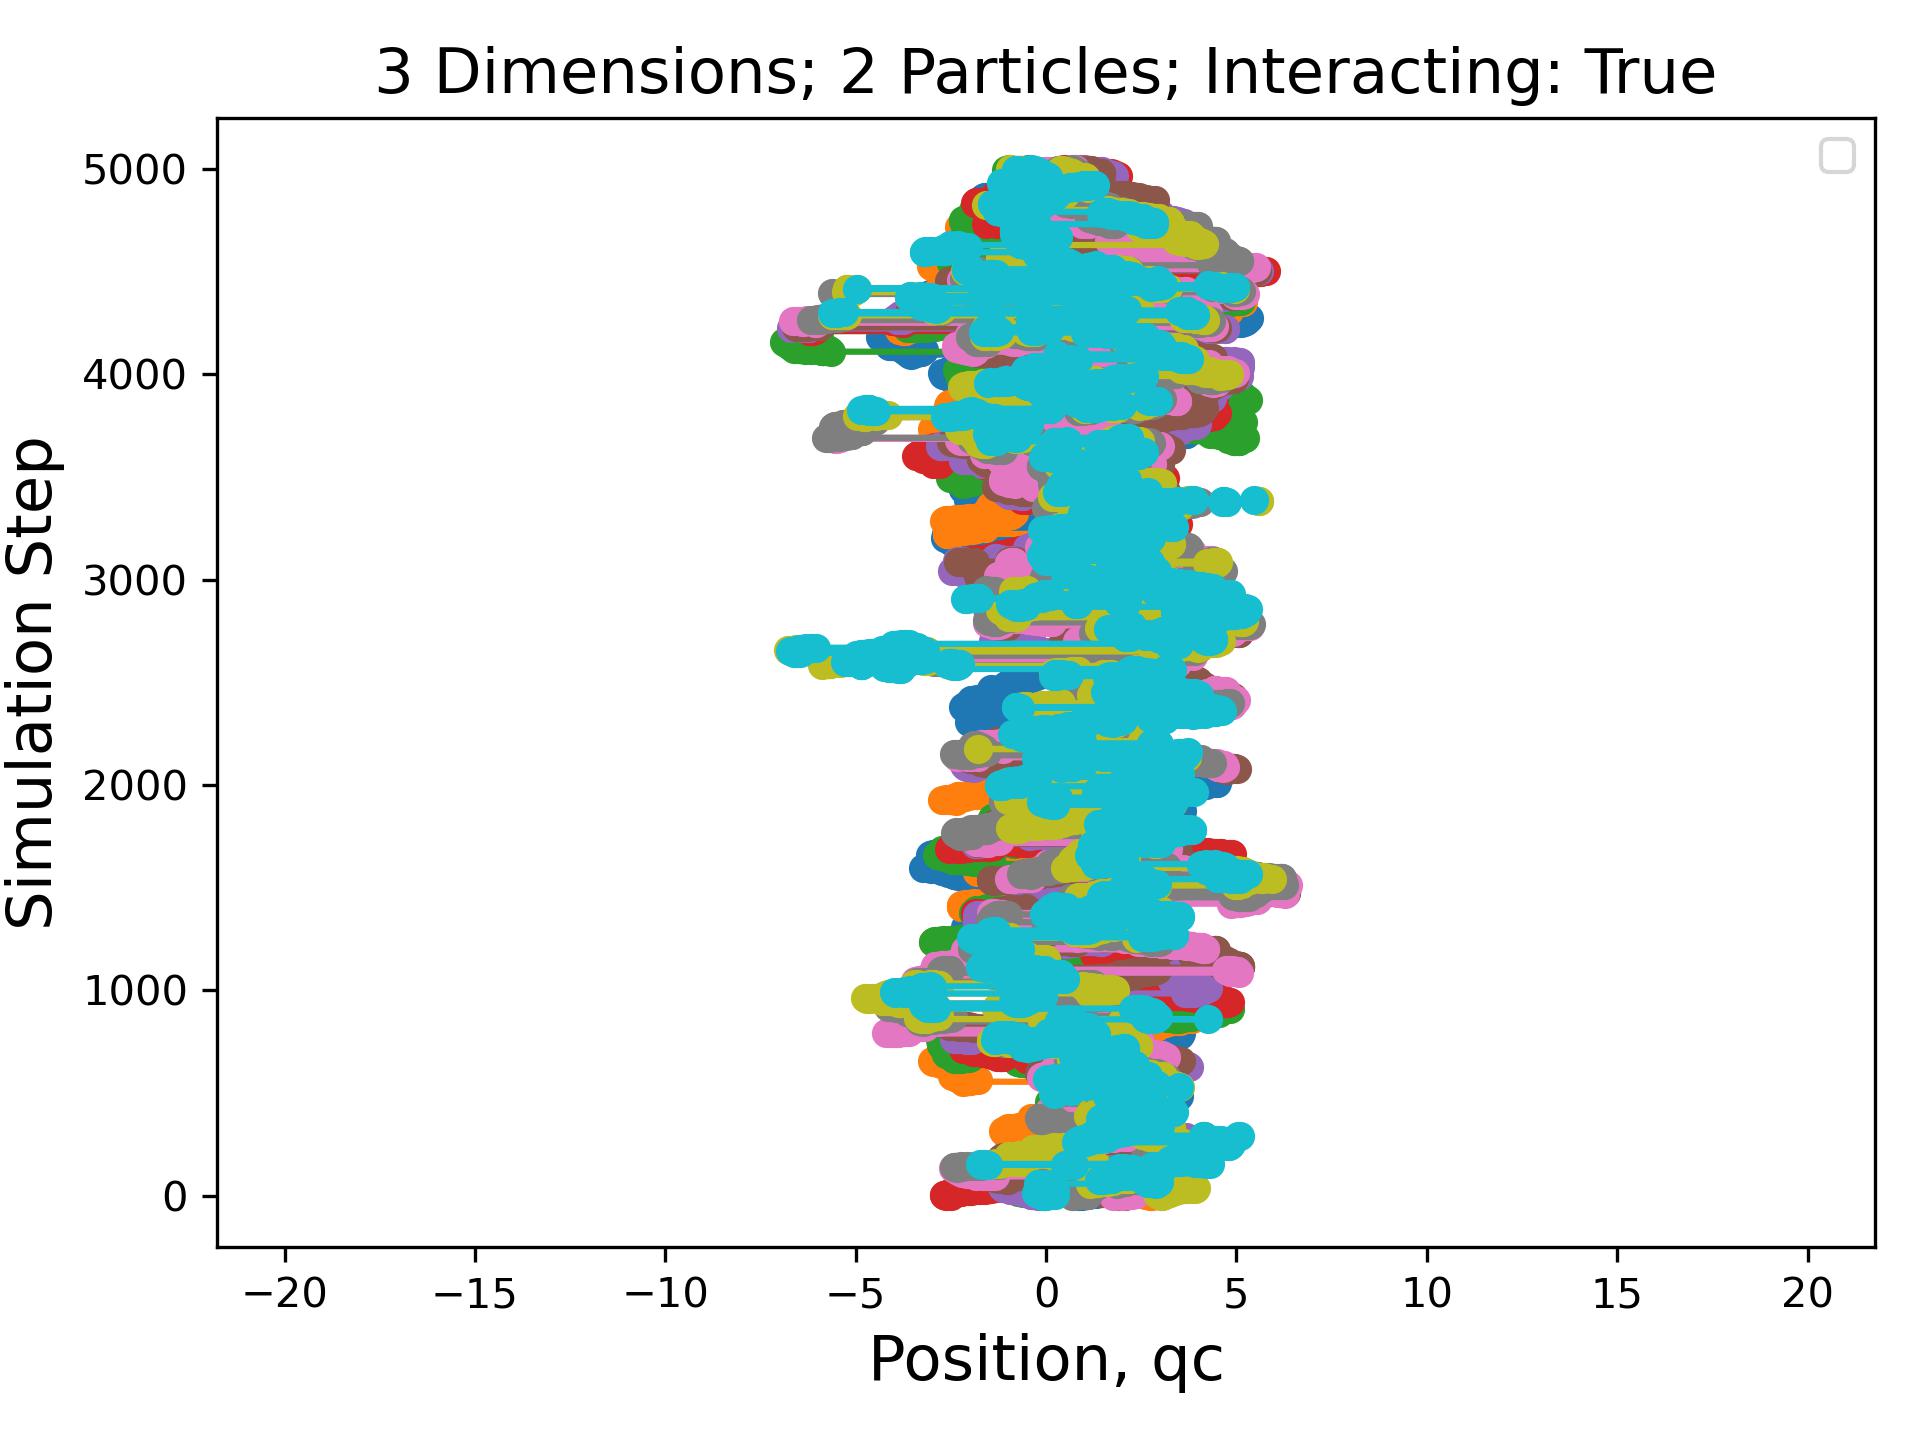 3 Dimensions; 2 Particles; Interacting: True
5000
4000
3000
2000
1000
0
Simulation Step
−20 −15 −10 −5 0 5 10 15 20
Position, qc